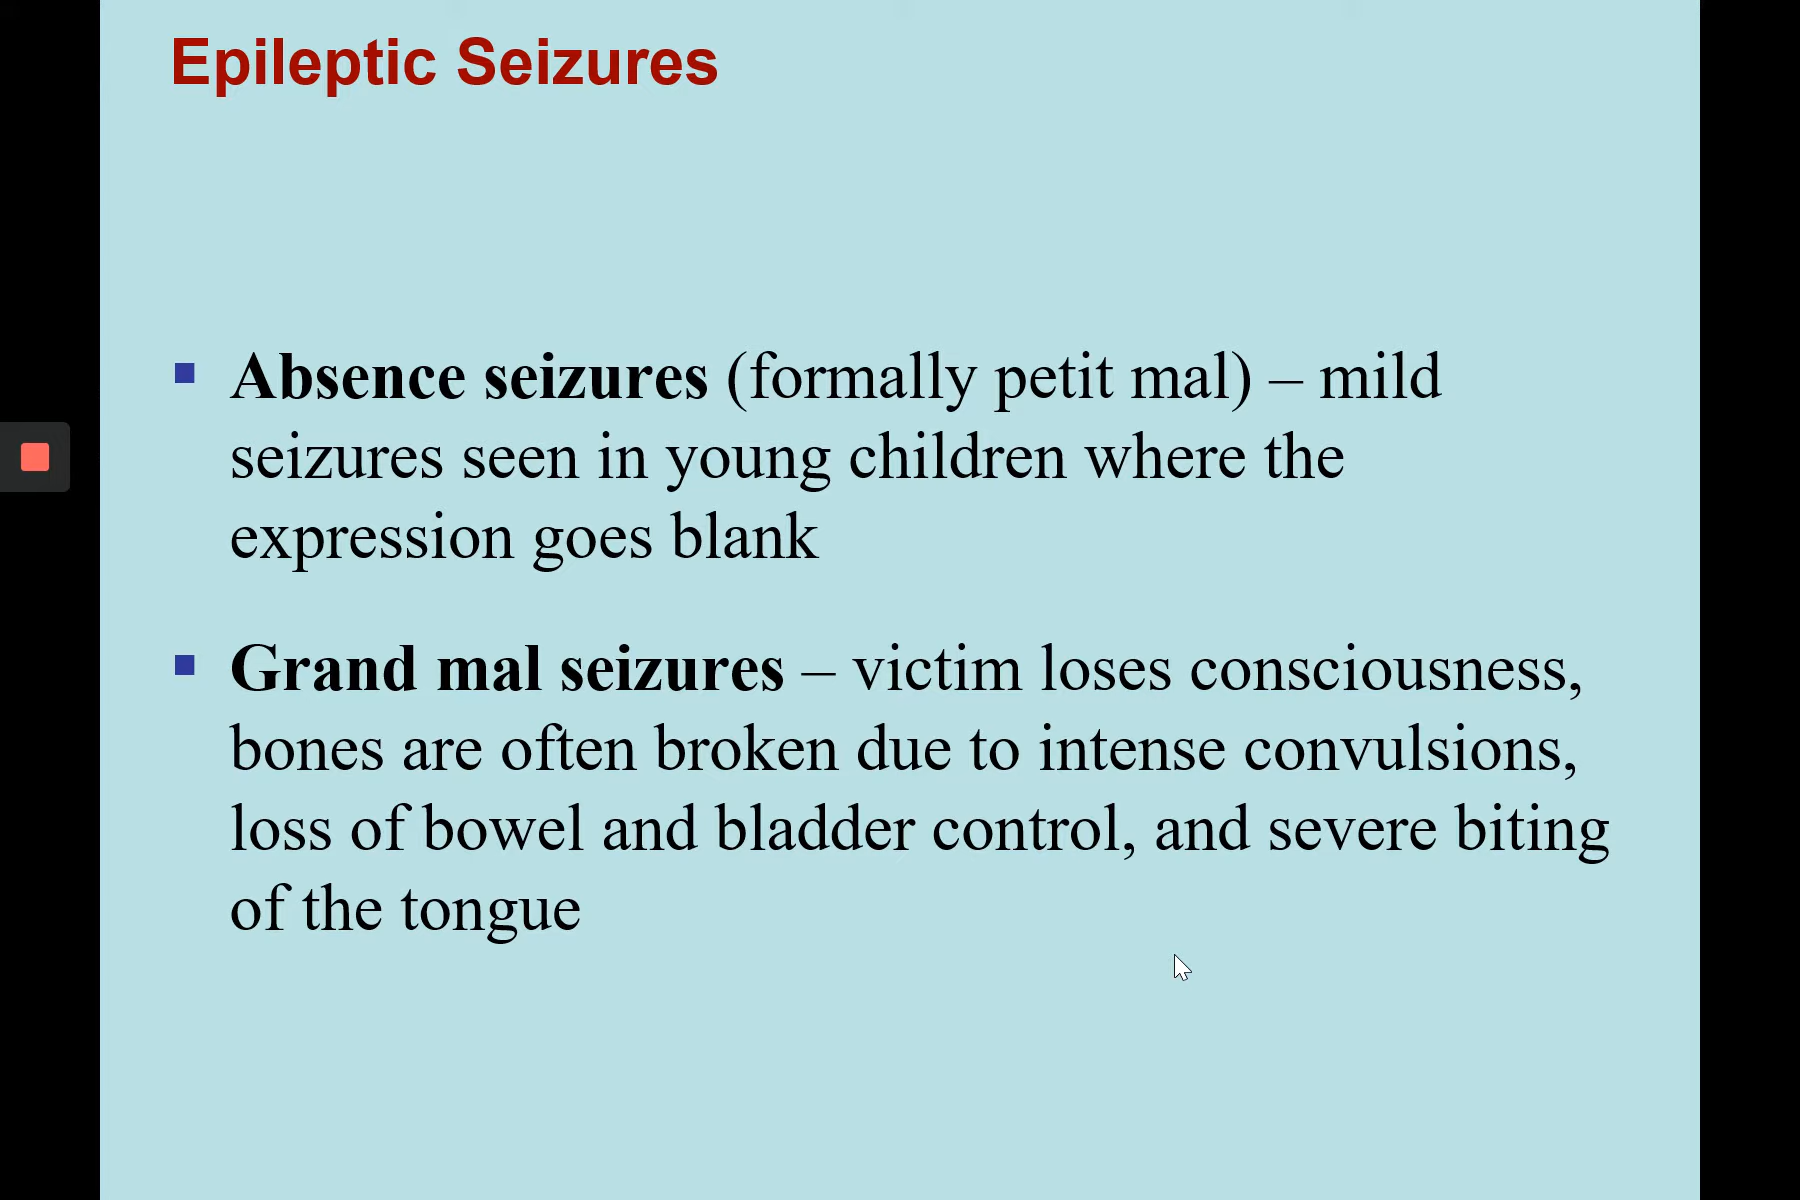 Epileptic Seizures
▪ Absence seizures (formally petit mal) – mild
seizures seen in young children where the
expression goes blank
▪ Grand mal seizures – victim loses consciousness,
bones are often broken due to intense convulsions,
loss of bowel and bladder control, and severe biting
of the tongue